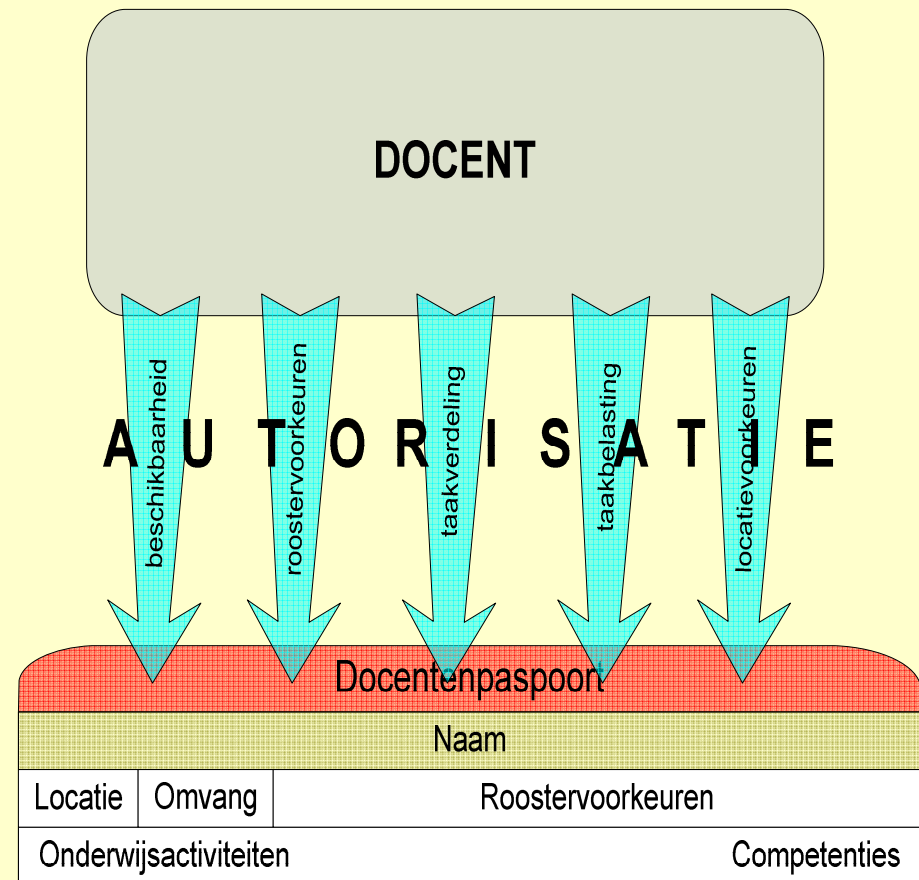 DOCENT
beschikbaarheid
roostervoorkeuren
taakverdeling
taakbelasting
locatievoorkeuren
A U T O R I S A T I E
Docentenpaspoort
Naam
Locatie Omvang Roostervoorkeuren
Onderwijsactiviteiten Competenties